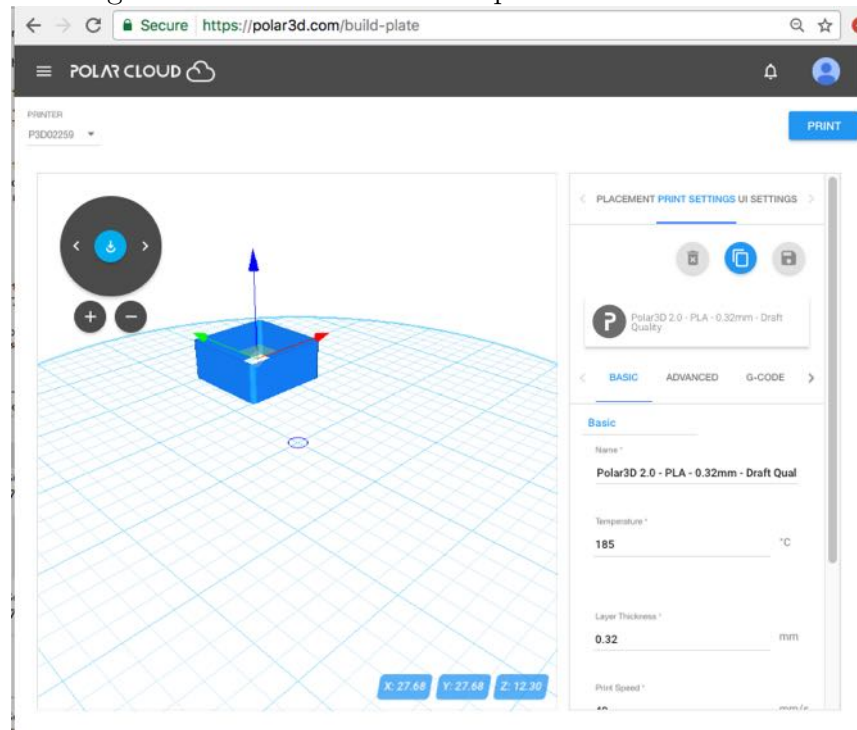 Secure https://polar3d.com/build-plate
POLAR CLOUD
PRINTER
P3D02259
PRINT
PLACEMENT PRINT SETTINGS UI SETTINGS
Polar3D 2.0 - PLA - 0.32mm - Draft
Quality
BASIC ADVANCED G-CODE
Basic
Name *
Polar3D 2.0 - PLA - 0.32mm - Draft Qual
Temperature *
185 °C
Layer Thickness *
0.32 mm
Print Speed *
X: 27.68 Y: 27.68 Z: 12.30